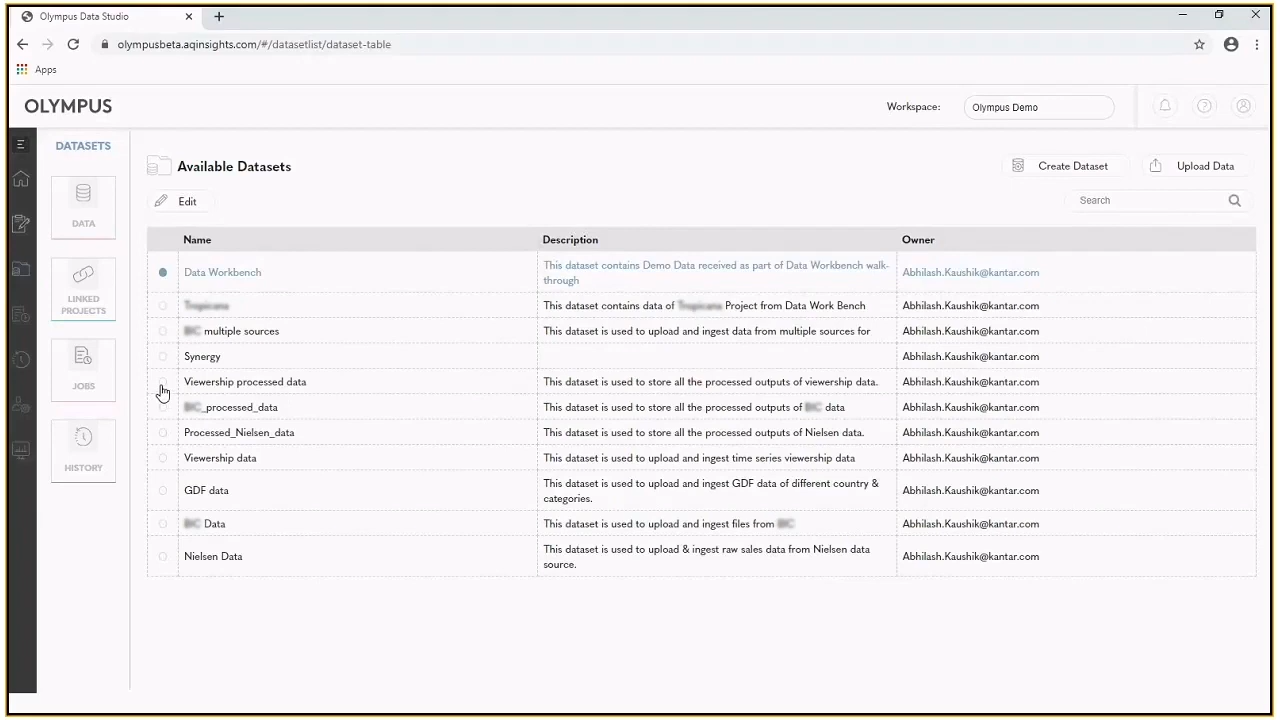 Olympus Data Studio
olympusbeta.aqinsights.com/#/datasetlist/dataset-table
Apps
OLYMPUS
Workspace:
Olympus Demo
DATASETS
DATA
LINKED
PROJECTS
JOBS
HISTORY
Available Datasets
Create Dataset
Upload Data
Edit
Search
Name
Description
Owner
Data Workbench
This dataset contains Demo Data received as part of Data Workbench walk-
through
Abhilash.Kaushik@kantar.com
This dataset contains data of Project from Data Work Bench
Abhilash.Kaushik@kantar.com
multiple sources
This dataset is used to upload and ingest data from multiple sources for
Abhilash.Kaushik@kantar.com
Synergy
Abhilash.Kaushik@kantar.com
Viewership processed data
This dataset is used to store all the processed outputs of viewership data.
Abhilash.Kaushik@kantar.com
_processed_data
This dataset is used to store all the processed outputs of data
Abhilash.Kaushik@kantar.com
Processed_Nielsen_data
This dataset is used to store all the processed outputs of Nielsen data.
Abhilash.Kaushik@kantar.com
Viewership data
This dataset is used to upload and ingest time series viewership data
Abhilash.Kaushik@kantar.com
GDF data
This dataset is used to upload and ingest GDF data of different country &
categories.
Abhilash.Kaushik@kantar.com
Data
This dataset is used to upload and ingest files from
Abhilash.Kaushik@kantar.com
Nielsen Data
This dataset is used to upload & ingest raw sales data from Nielsen data
source.
Abhilash.Kaushik@kantar.com